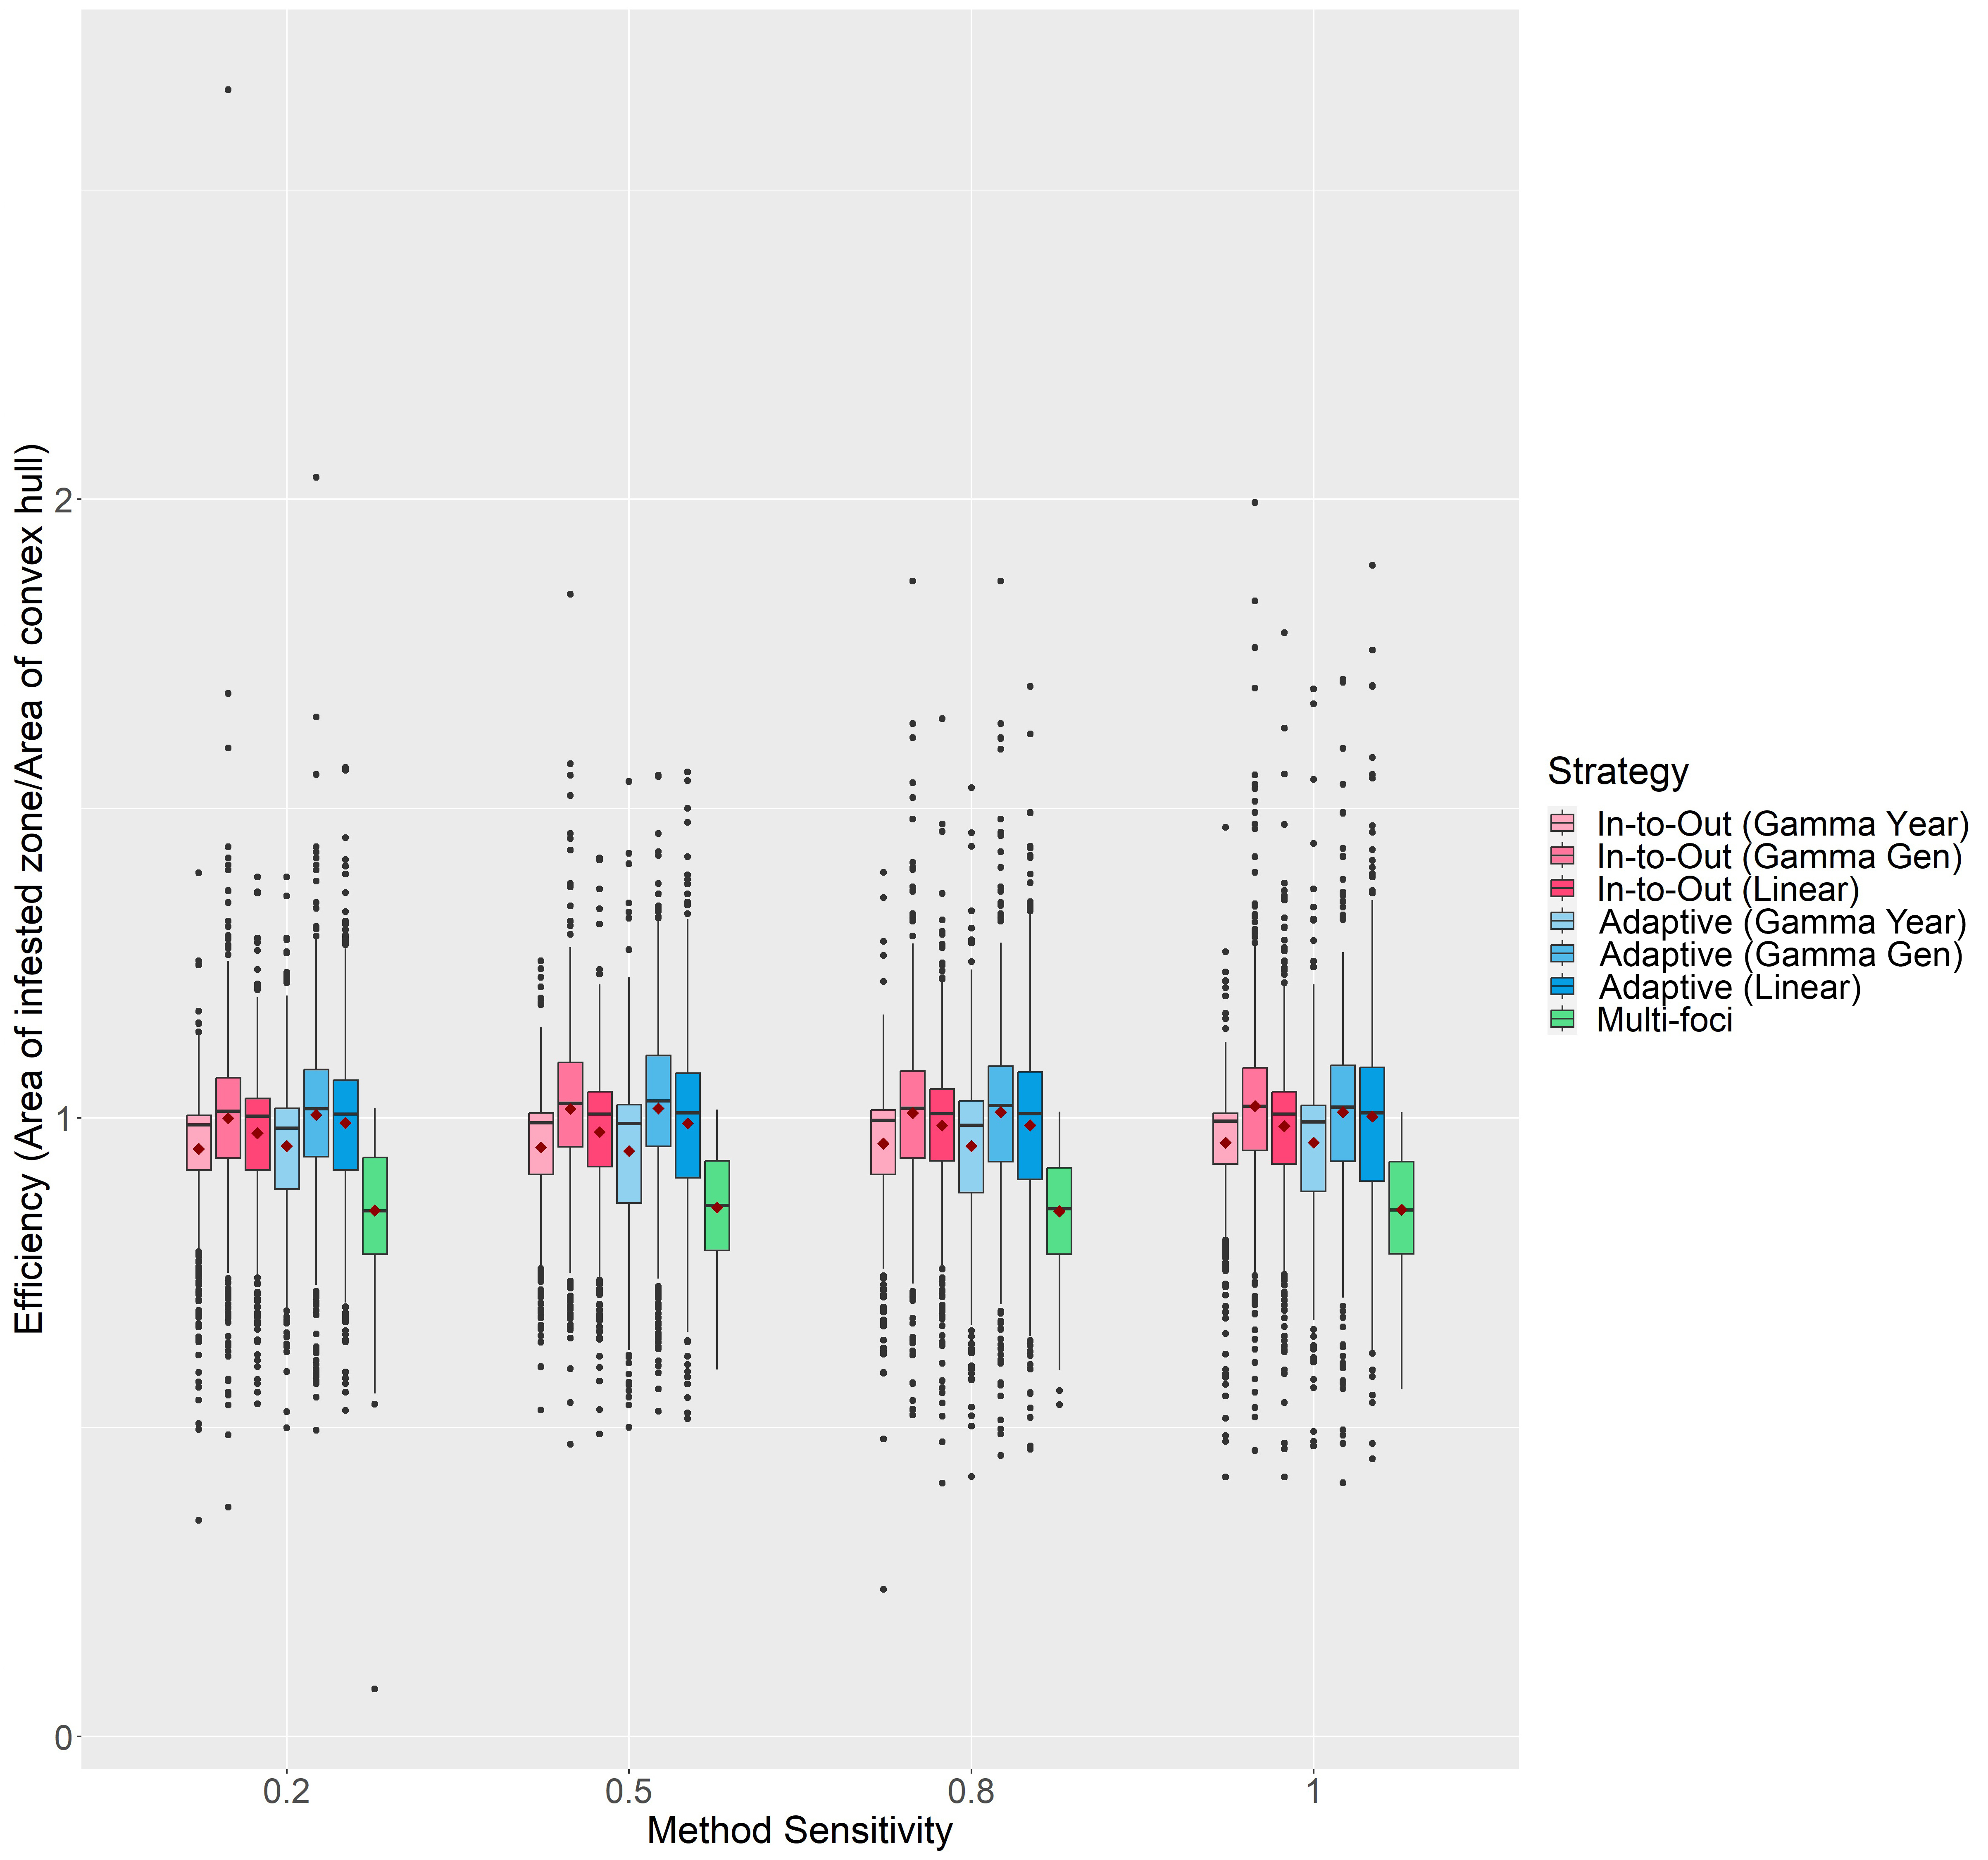 Efficiency (Area of infested zone/Area of convex hull)
2
1
0
0.2
0.5
0.8
1
Method Sensitivity
Strategy
In-to-Out (Gamma Year)
In-to-Out (Gamma Gen)
In-to-Out (Linear)
Adaptive (Gamma Year)
Adaptive (Gamma Gen)
Adaptive (Linear)
Multi-foci